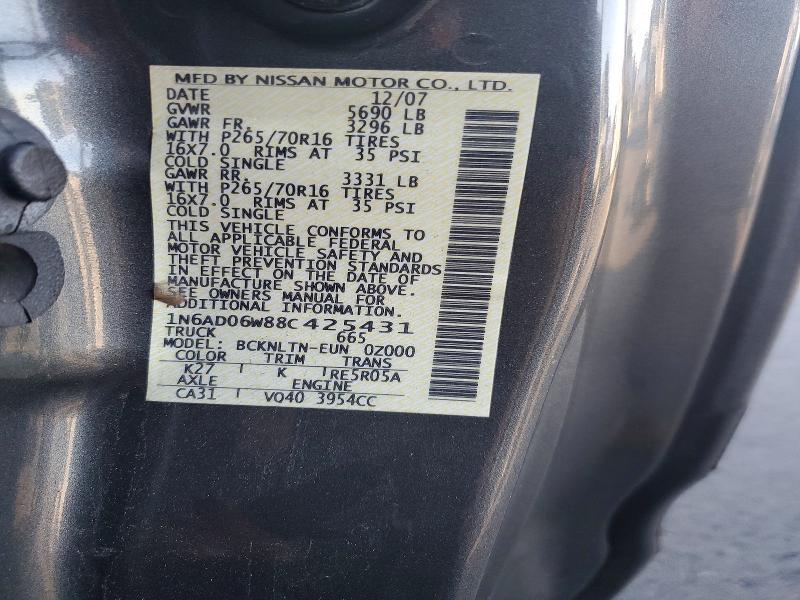 MFD BY NISSAN MOTOR CO., LTD.
DATE 12/07
GVWR 5690 LB
GAWR FR. 3296 LB
WITH P265/70R16 TIRES
16X7.0 RIMS AT 35 PSI
COLD SINGLE
GAWR RR. 3331 LB
WITH P265/70R16 TIRES
16X7.0 RIMS AT 35 PSI
COLD SINGLE
THIS VEHICLE CONFORMS TO
ALL APPLICABLE FEDERAL
MOTOR VEHICLE SAFETY AND
THEFT PREVENTION STANDARDS
IN EFFECT ON THE DATE OF
MANUFACTURE SHOWN ABOVE.
SEE OWNERS MANUAL FOR
ADDITIONAL INFORMATION.
1N6AD06W88C425431
TRUCK 665
MODEL: BCKNLTN-EUN 0Z000
COLOR TRIM TRANS
K27 K RE5R05A
AXLE ENGINE
CA31 VQ40 3954CC